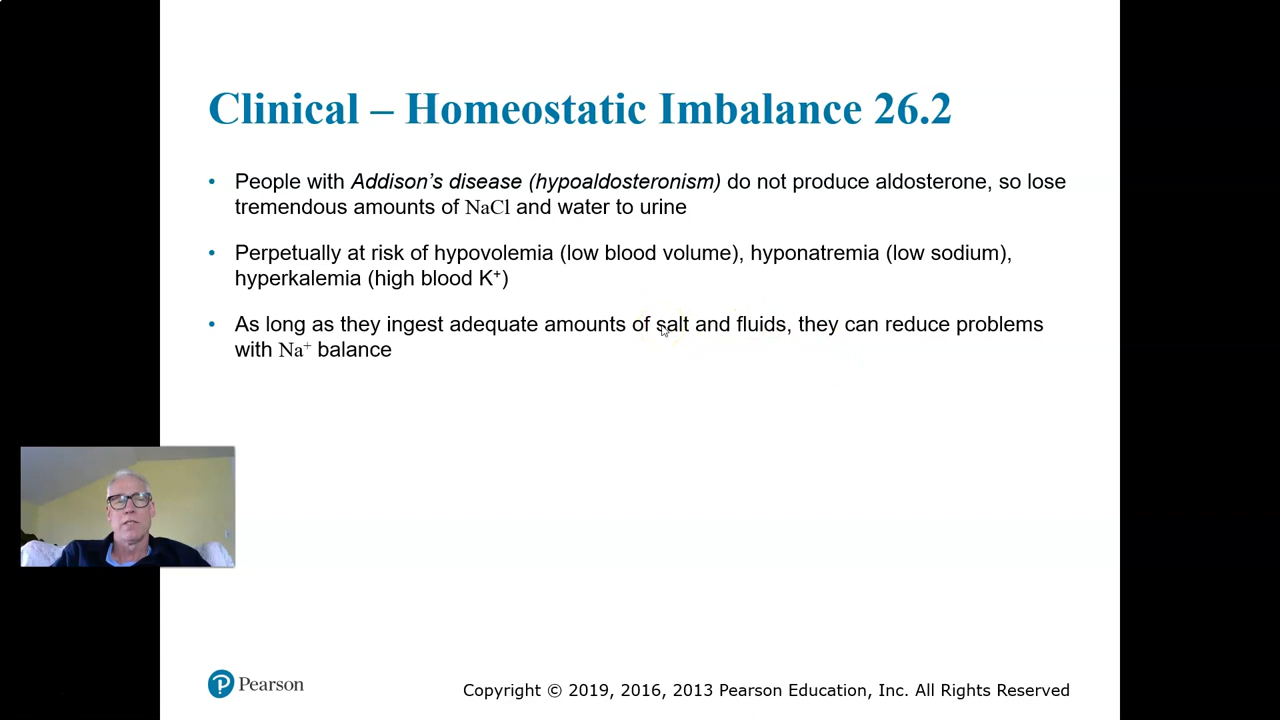 Clinical – Homeostatic Imbalance 26.2
• People with Addison’s disease (hypoaldosteronism) do not produce aldosterone, so lose
tremendous amounts of NaCl and water to urine
• Perpetually at risk of hypovolemia (low blood volume), hyponatremia (low sodium),
hyperkalemia (high blood K⁺)
• As long as they ingest adequate amounts of salt and fluids, they can reduce problems
with Na⁺ balance
P Pearson
Copyright © 2019, 2016, 2013 Pearson Education, Inc. All Rights Reserved